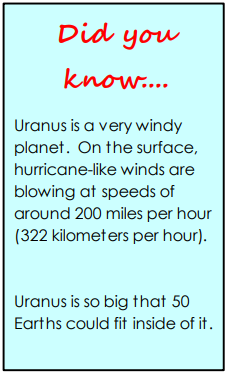 Did you
know....
Uranus is a very windy
planet.  On the surface,
hurricane-like winds are
blowing at speeds of
around 200 miles per hour
(322 kilometers per hour).
Uranus is so big that 50
Earths could fit inside of it.